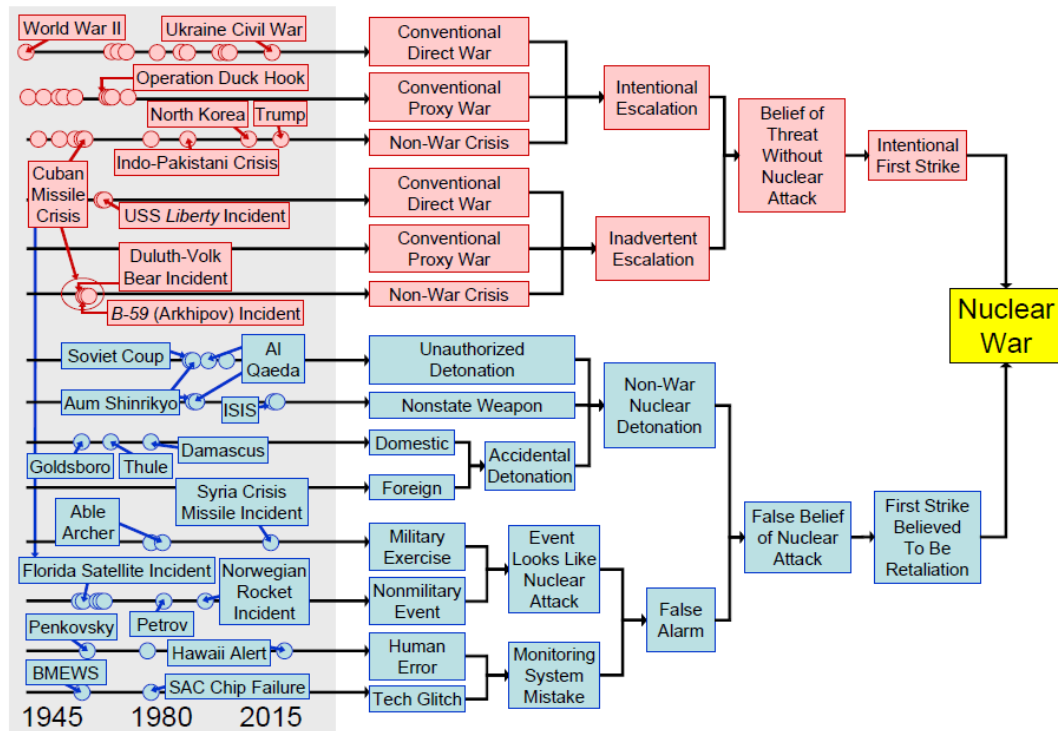 World War II
Ukraine Civil War
Conventional
Direct War
Operation Duck Hook
Conventional
Proxy War
Intentional
Escalation
North Korea
Trump
Non-War Crisis
Indo-Pakistani Crisis
Belief of
Threat
Without
Nuclear
Attack
Intentional
First Strike
Cuban
Missile
Crisis
Conventional
Direct War
USS Liberty Incident
Conventional
Proxy War
Inadvertent
Escalation
Duluth-Volk
Bear Incident
Non-War Crisis
B-59 (Arkhipov) Incident
Nuclear
War
Soviet Coup
Al
Qaeda
Unauthorized
Detonation
Aum Shinrikyo
ISIS
Nonstate Weapon
Non-War
Nuclear
Detonation
Goldsboro
Thule
Damascus
Domestic
Foreign
Accidental
Detonation
Able
Archer
Syria Crisis
Missile Incident
Military
Exercise
Event
Looks Like
Nuclear
Attack
False Belief
of Nuclear
Attack
First Strike
Believed
To Be
Retaliation
Florida Satellite Incident
Norwegian
Rocket
Incident
Nonmilitary
Event
False
Alarm
Penkovsky
Petrov
Hawaii Alert
Human
Error
Monitoring
System
Mistake
BMEWS
SAC Chip Failure
Tech Glitch
1945
1980
2015